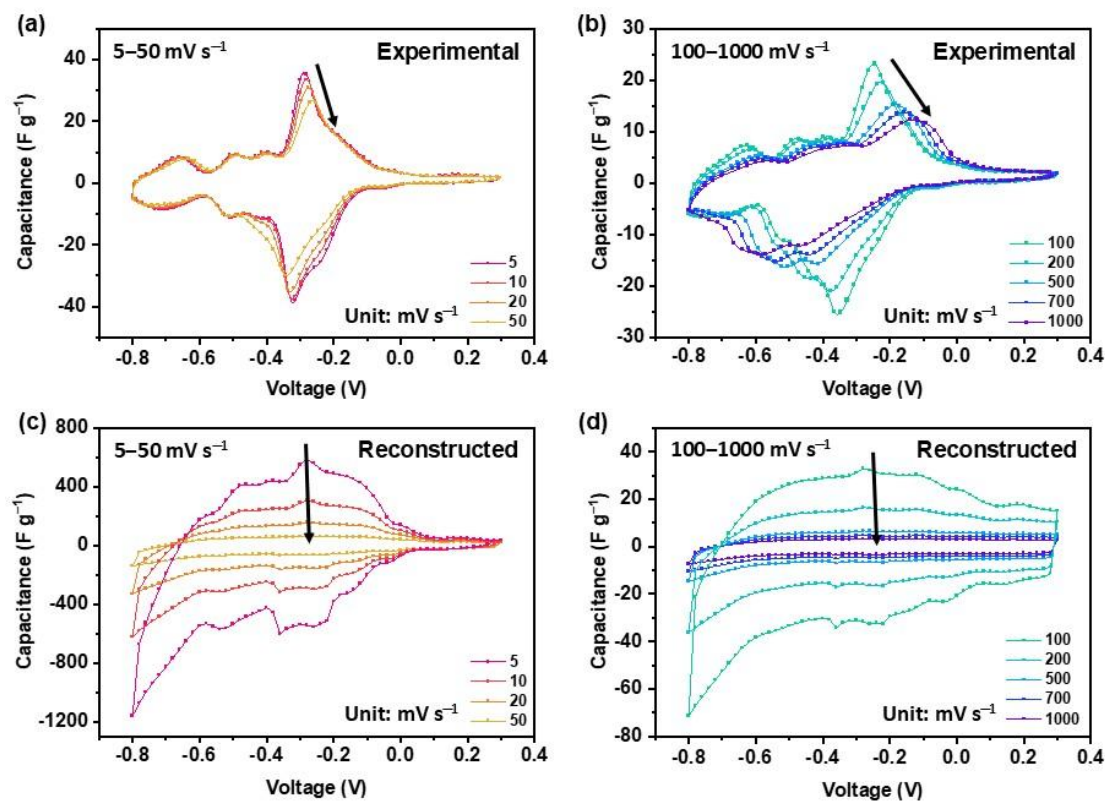 (a)
5–50 mV s⁻¹
Experimental
Capacitance (F g⁻¹)
40
20
0
-20
-40
5
10
20
50
Unit: mV s⁻¹
-0.8
-0.6
-0.4
-0.2
0.0
0.2
0.4
Voltage (V)
(b)
100–1000 mV s⁻¹
Experimental
Capacitance (F g⁻¹)
30
20
10
0
-10
-20
-30
100
200
500
700
1000
Unit: mV s⁻¹
-0.8
-0.6
-0.4
-0.2
0.0
0.2
0.4
Voltage (V)
(c)
5–50 mV s⁻¹
Reconstructed
Capacitance (F g⁻¹)
800
400
0
-400
-800
-1200
5
10
20
50
Unit: mV s⁻¹
-0.8
-0.6
-0.4
-0.2
0.0
0.2
0.4
Voltage (V)
(d)
100–1000 mV s⁻¹
Reconstructed
Capacitance (F g⁻¹)
40
20
0
-20
-40
-60
-80
100
200
500
700
1000
Unit: mV s⁻¹
-0.8
-0.6
-0.4
-0.2
0.0
0.2
0.4
Voltage (V)